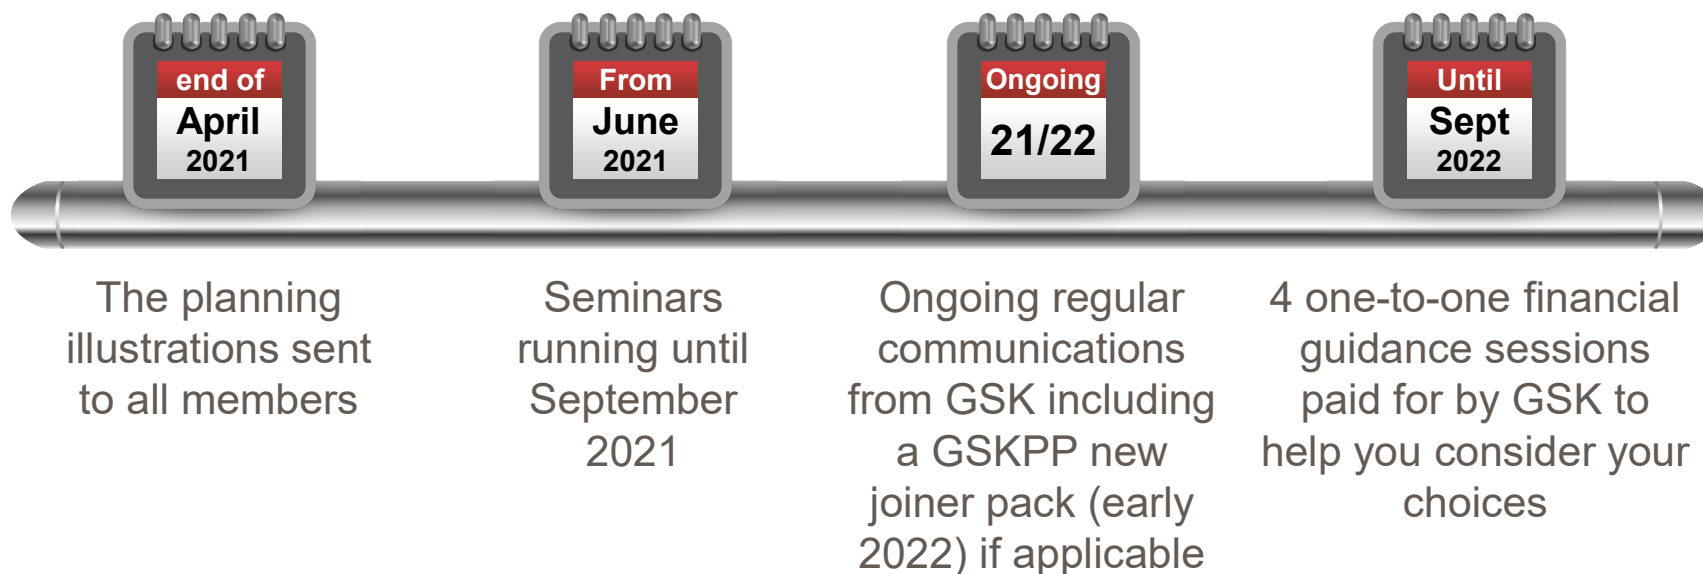 end of
April
2021
The planning
illustrations sent
to all members
From
June
2021
Seminars
running until
September
2021
Ongoing
21/22
Ongoing regular
communications
from GSK including
a GSKPP new
joiner pack (early
2022) if applicable
Until
Sept
2022
4 one-to-one financial
guidance sessions
paid for by GSK to
help you consider your
choices